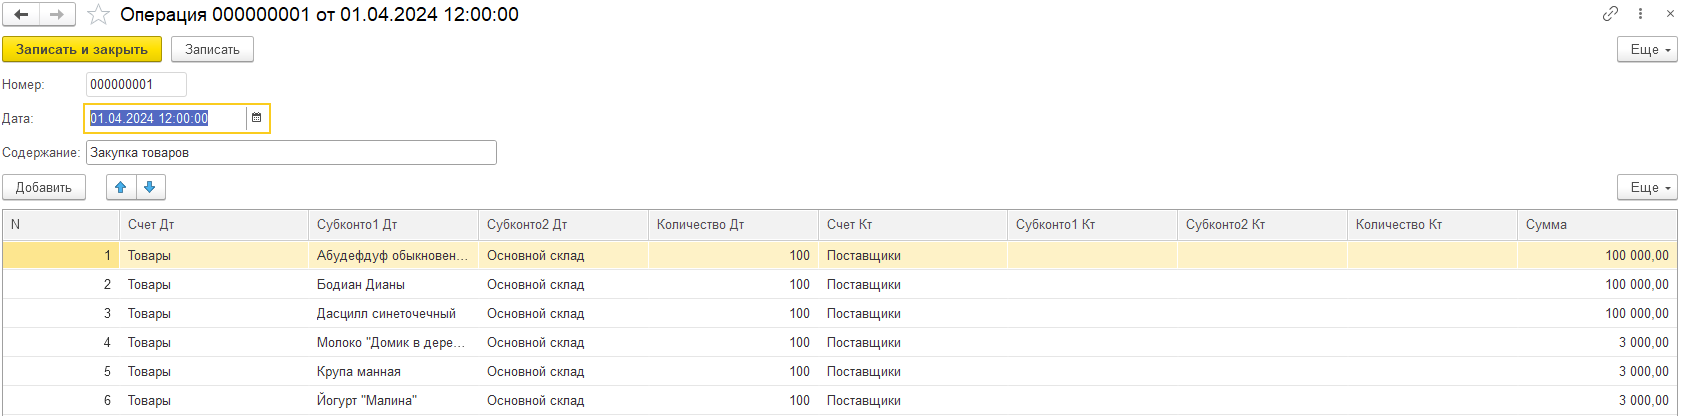 Операция 000000001 от 01.04.2024 12:00:00
Записать и закрыть Записать Еще
Номер: 000000001
Дата: 01.04.2024 12:00:00
Содержание: Закупка товаров
Добавить Еще
N Счет Дт Субконто1 Дт Субконто2 Дт Количество Дт Счет Кт Субконто1 Кт Субконто2 Кт Количество Кт Сумма
1 Товары Абудефдуф обыкновен... Основной склад 100 Поставщики 100 000,00
2 Товары Бодиан Дианы Основной склад 100 Поставщики 100 000,00
3 Товары Дасцилл синеточечный Основной склад 100 Поставщики 100 000,00
4 Товары Молоко "Домик в дере... Основной склад 100 Поставщики 3 000,00
5 Товары Крупа манная Основной склад 100 Поставщики 3 000,00
6 Товары Йогурт "Малина" Основной склад 100 Поставщики 3 000,00